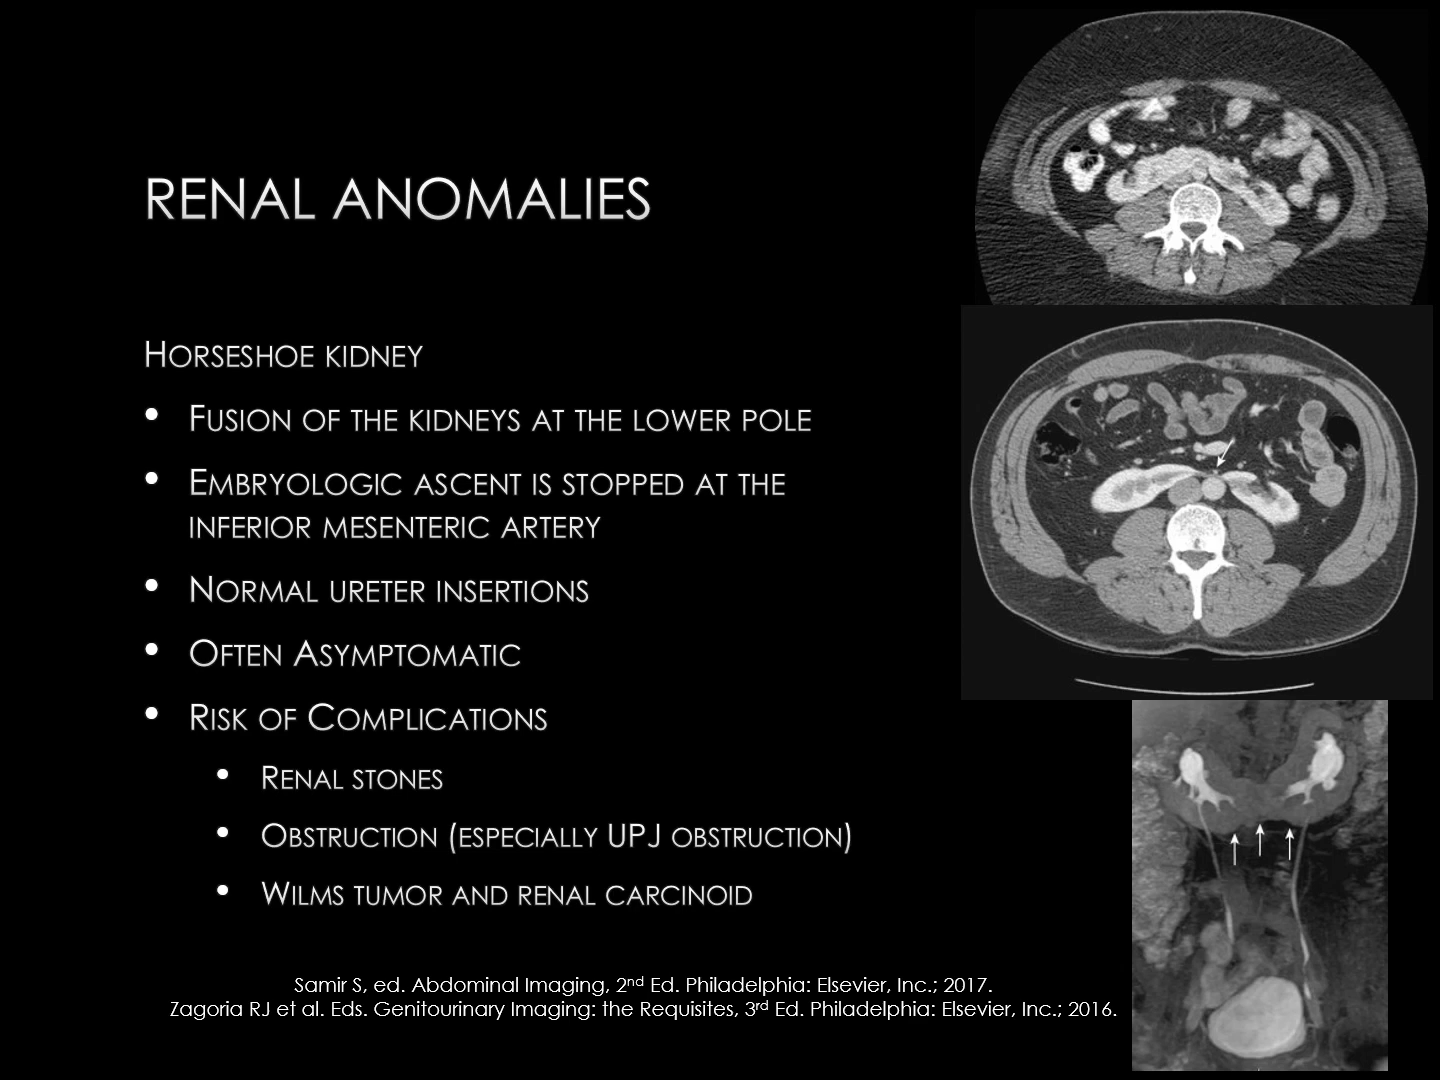 RENAL ANOMALIES
HORSESHOE KIDNEY
• FUSION OF THE KIDNEYS AT THE LOWER POLE
• EMBRYOLOGIC ASCENT IS STOPPED AT THE
INFERIOR MESENTERIC ARTERY
• NORMAL URETER INSERTIONS
• OFTEN ASYMPTOMATIC
• RISK OF COMPLICATIONS
• RENAL STONES
• OBSTRUCTION (ESPECIALLY UPJ OBSTRUCTION)
• WILMS TUMOR AND RENAL CARCINOID
Samir S, ed. Abdominal Imaging, 2nd Ed. Philadelphia: Elsevier, Inc.; 2017.
Zagoria RJ et al. Eds. Genitourinary Imaging: the Requisites, 3rd Ed. Philadelphia: Elsevier, Inc.; 2016.